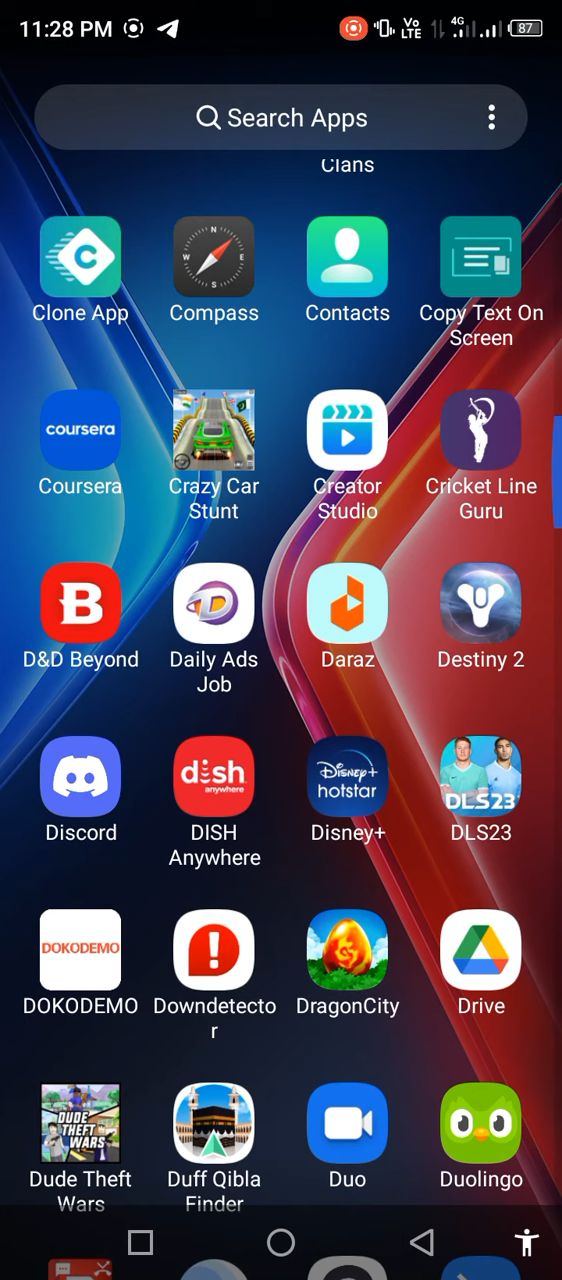 11:28 PM
Vo
LTE
4G
87
Search Apps
Clans
N
W E
S
C
Clone App
Compass
Contacts
Copy Text On
Screen
coursera
Coursera
Crazy Car
Stunt
Creator
Studio
Cricket Line
Guru
B
D&D Beyond
D
Daily Ads
Job
Daraz
Destiny 2
Discord
dish
anywhere
DISH
Anywhere
Disney+
hotstar
Disney+
DLS23
DLS23
DOKODEMO
DOKODEMO
!
Downdetecto
r
DragonCity
Drive
DUDE
THEFT
WARS
Dude Theft
Wars
Duff Qibla
Finder
Duo
Duolingo